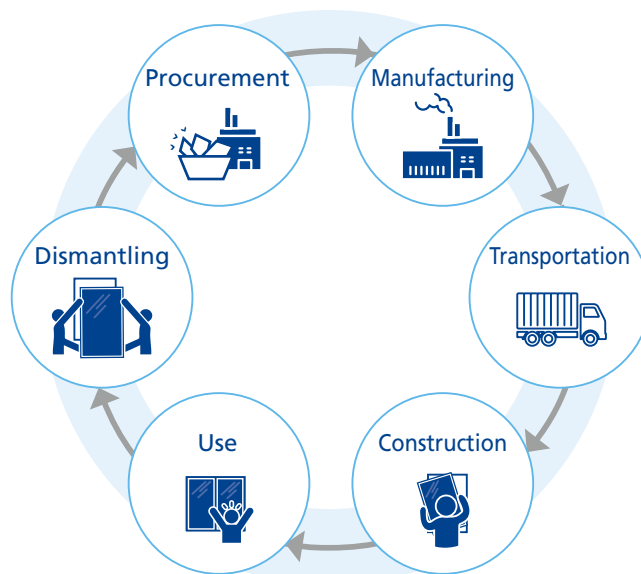 Procurement
Manufacturing
Dismantling
Transportation
Use
Construction